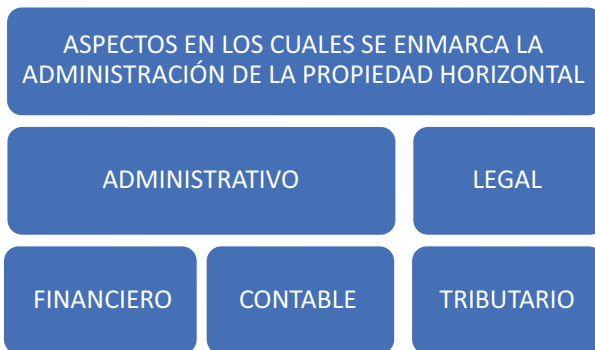 ASPECTOS EN LOS CUALES SE ENMARCA LA
ADMINISTRACIÓN DE LA PROPIEDAD HORIZONTAL
ADMINISTRATIVO
LEGAL
FINANCIERO
CONTABLE
TRIBUTARIO